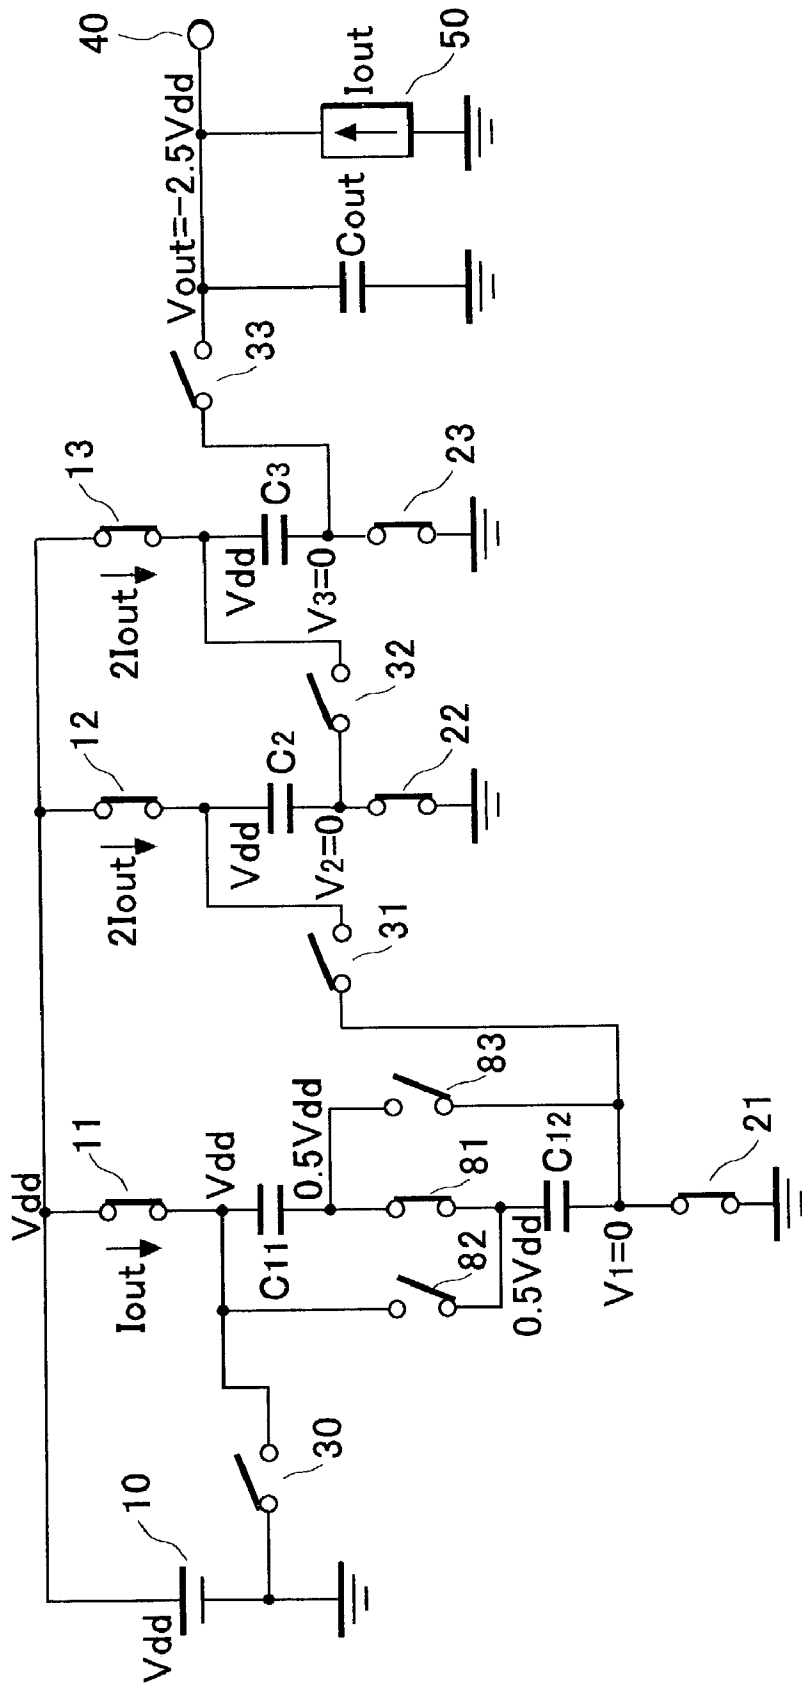 40
Vout=-2.5Vdd
Iout
50
Cout
33
13
2Iout
Vdd
C3
V3=0
23
32
12
2Iout
Vdd
C2
V2=0
22
31
Vdd
11
Iout
Vdd
C11
0.5Vdd
83
81
82
C12
0.5Vdd
V1=0
21
30
10
Vdd